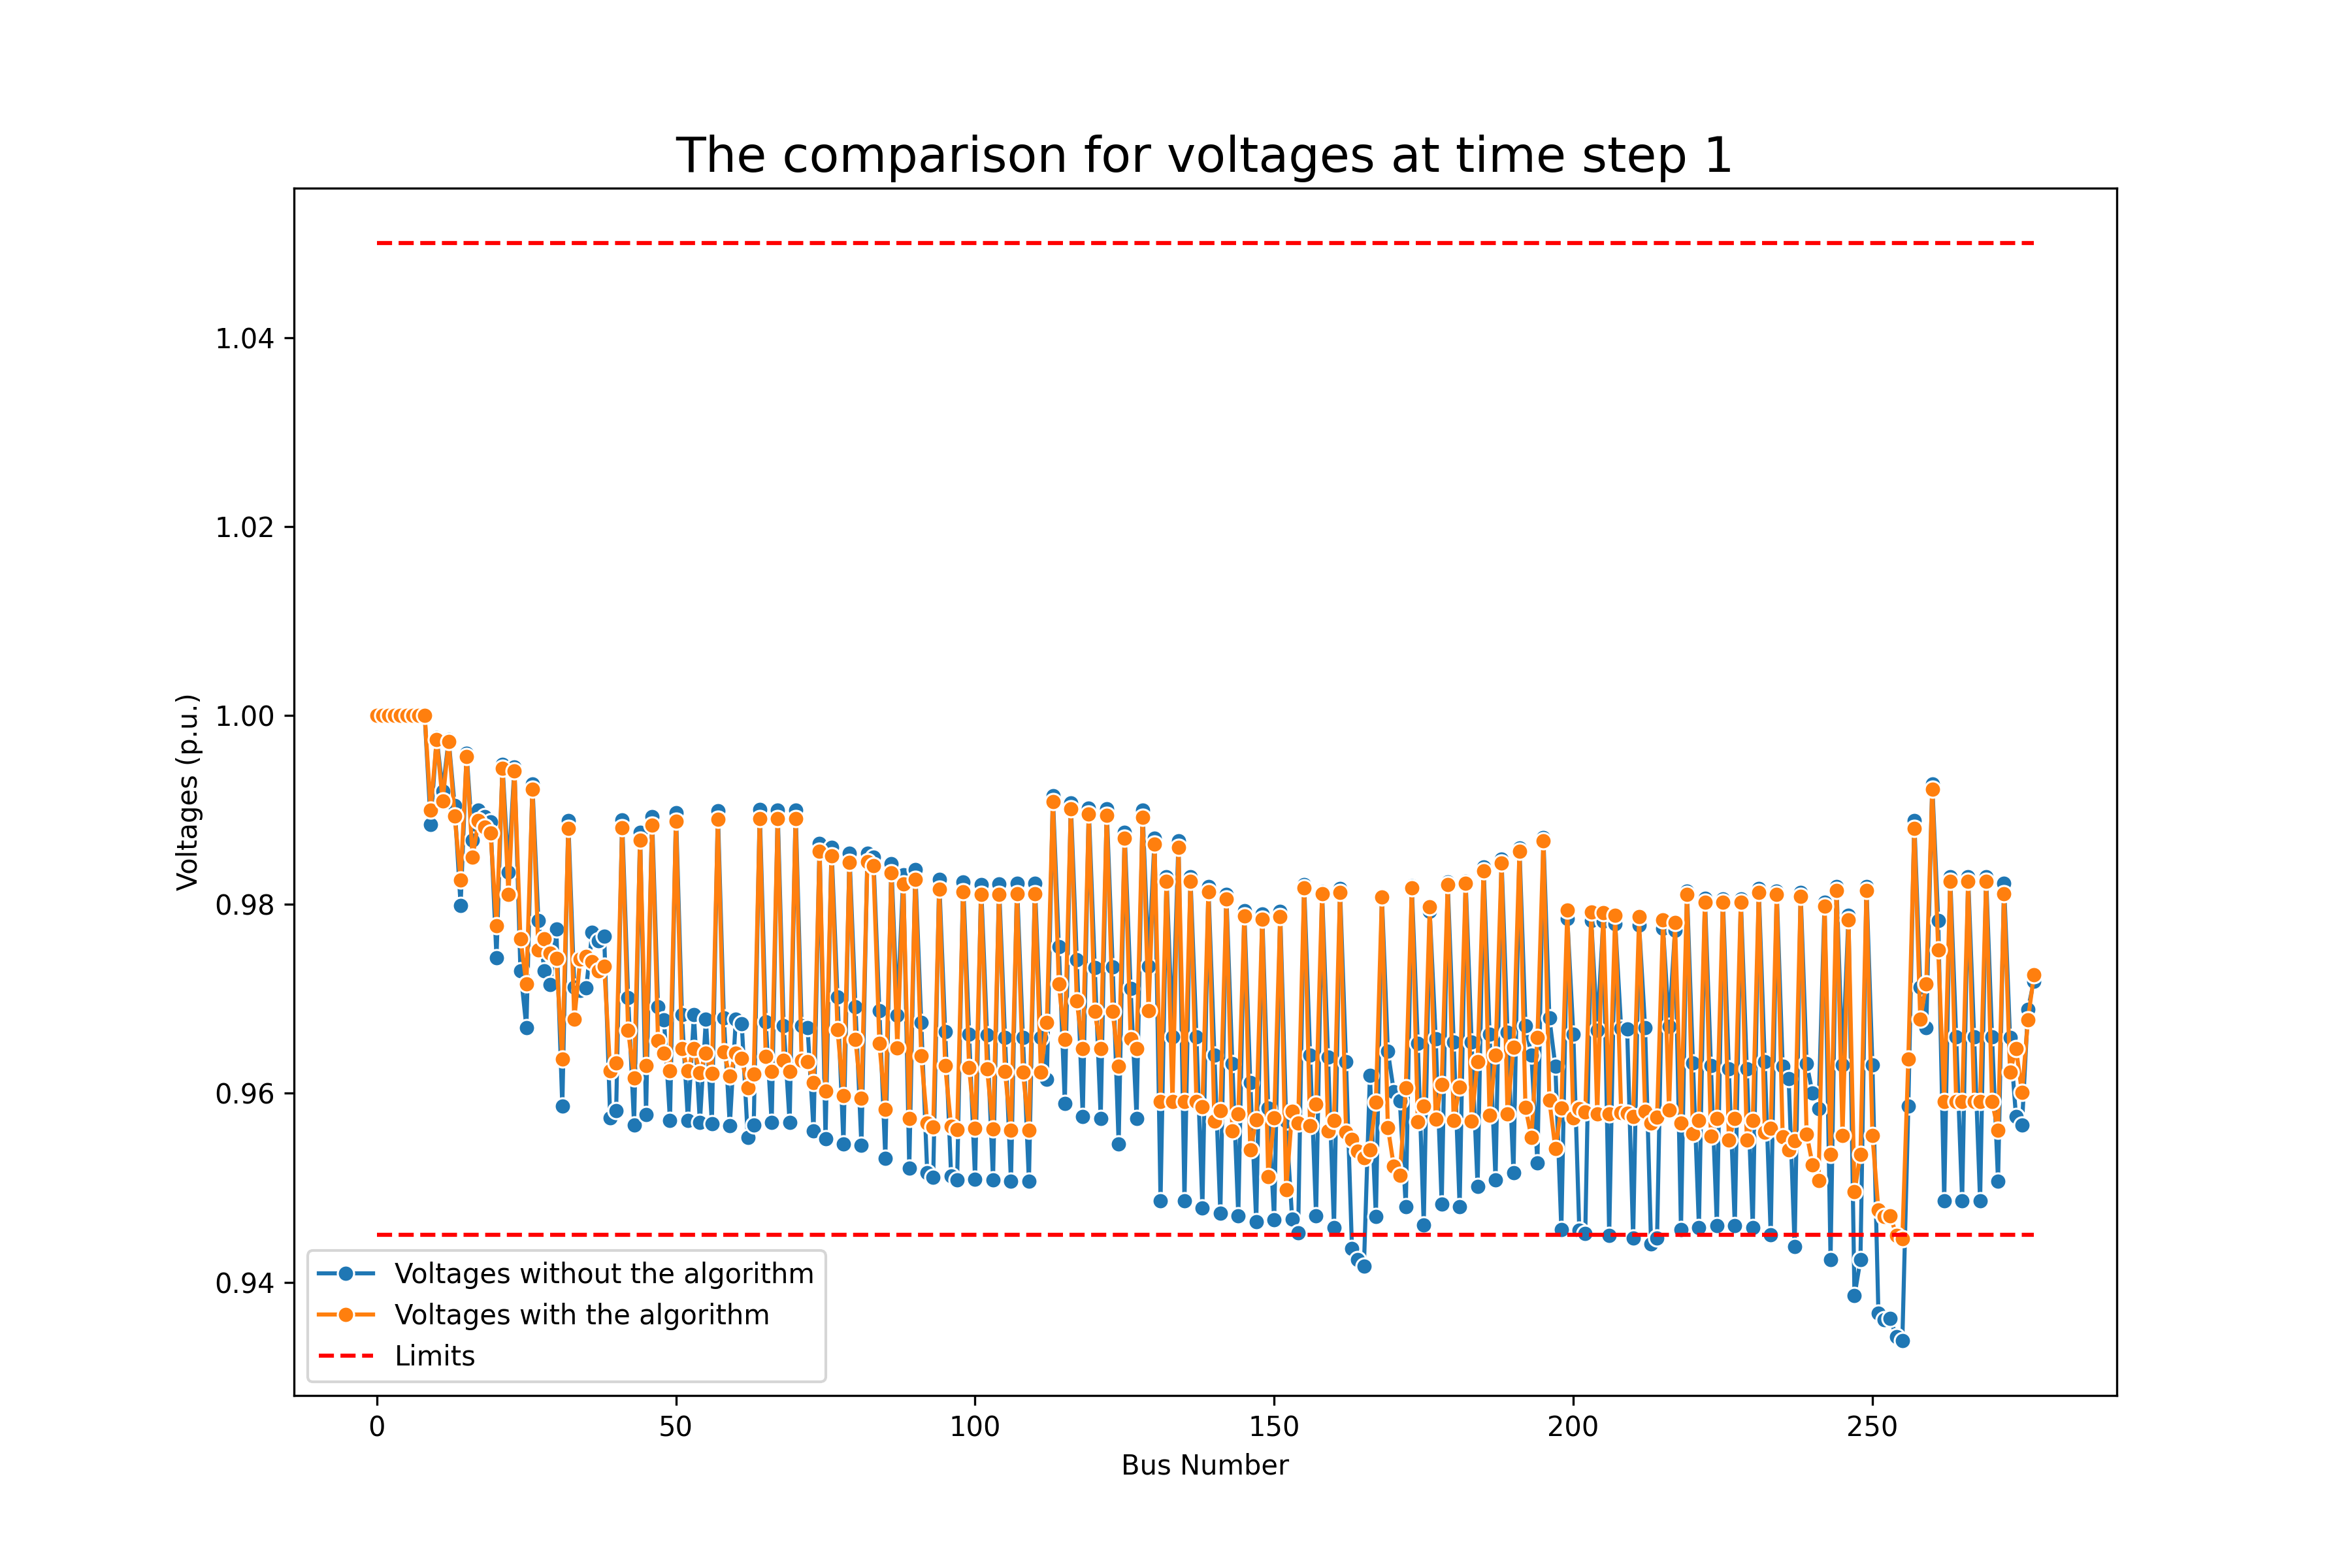 The comparison for voltages at time step 1
Voltages (p.u.)
1.04
1.02
1.00
0.98
0.96
0.94
Voltages without the algorithm
Voltages with the algorithm
Limits
0 50 100 150 200 250
Bus Number